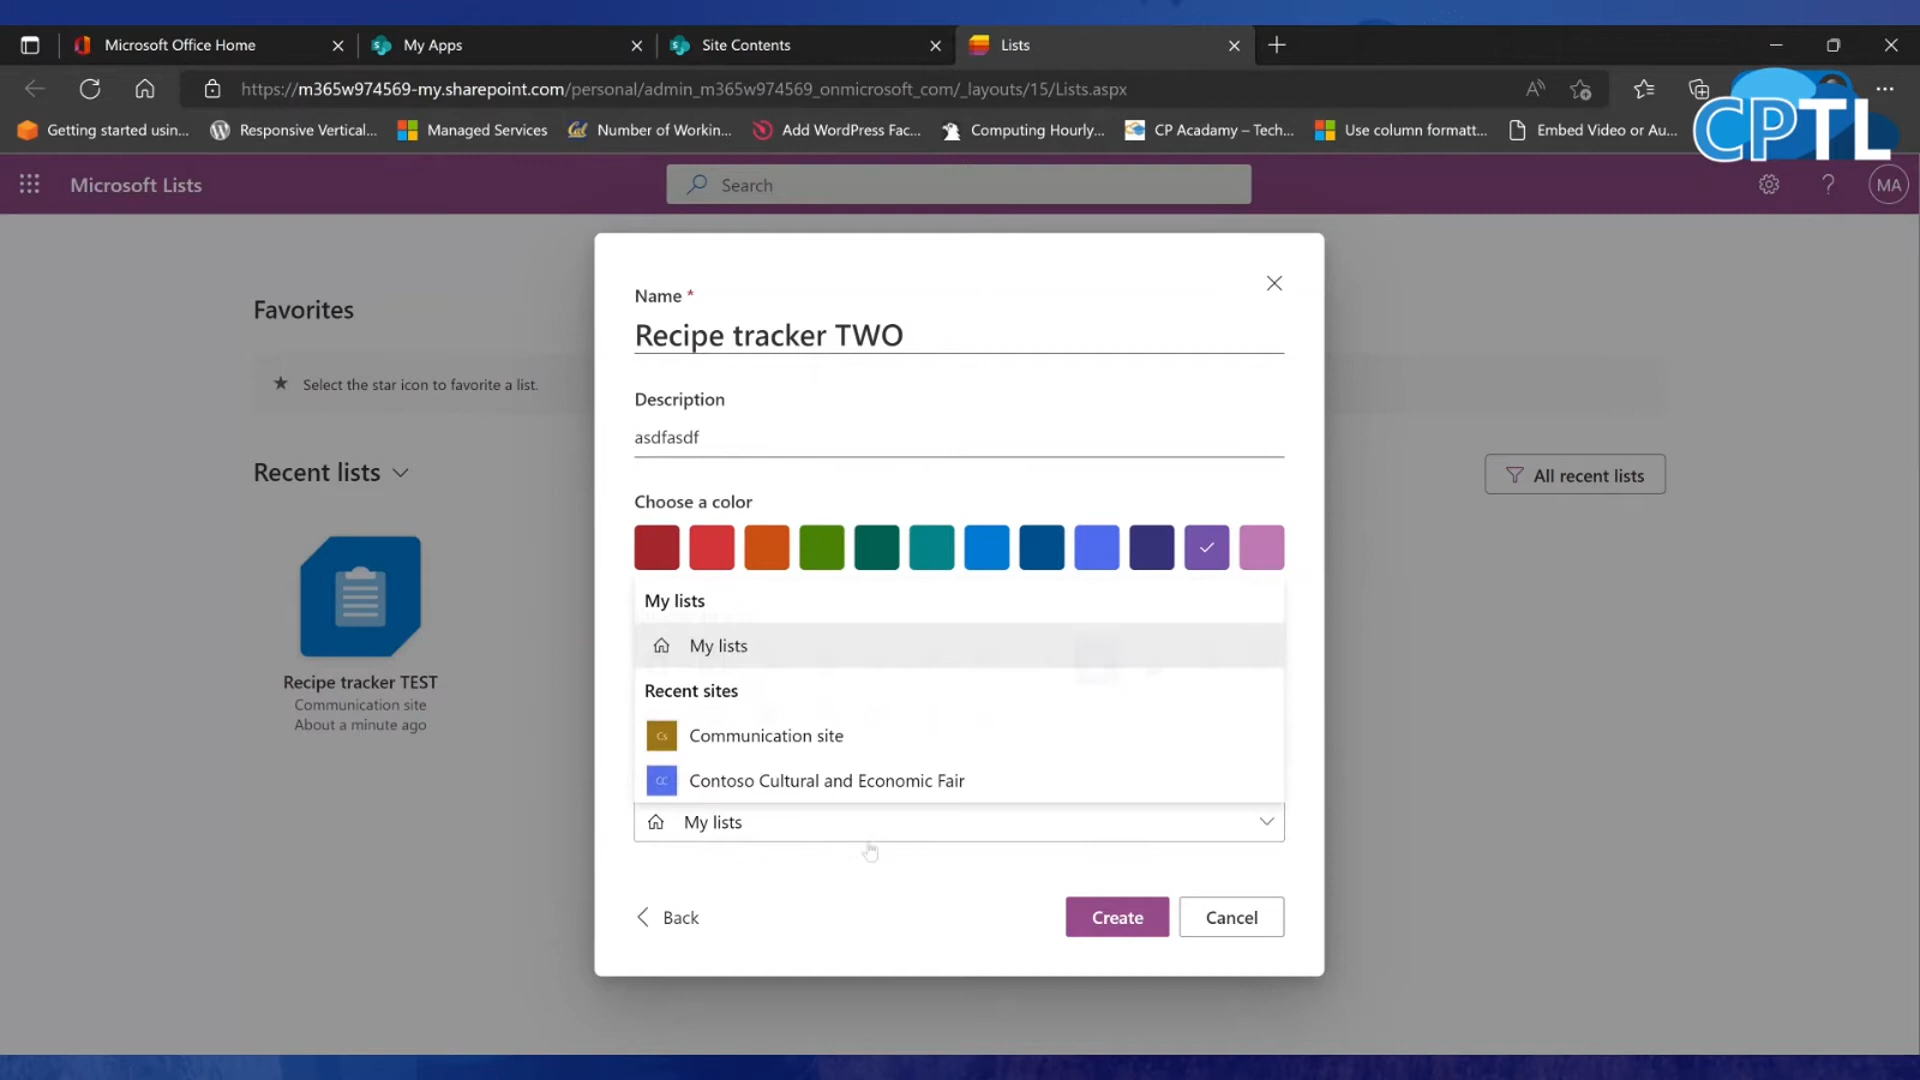 Microsoft Office Home
My Apps
Site Contents
Lists
https://m365w974569-my.sharepoint.com/personal/admin_m365w974569_onmicrosoft_com/_layouts/15/Lists.aspx
Getting started usin...
Responsive Vertical...
Managed Services
Number of Workin...
Add WordPress Fac...
Computing Hourly...
CP Acadamy – Tech...
Use column formatt...
Embed Video or Au...
CPTL
Microsoft Lists
Search
MA
Name *
Recipe tracker TWO
Favorites
Select the star icon to favorite a list.
Description
asdfasdf
Recent lists
All recent lists
Choose a color
My lists
My lists
Recent sites
Cs
Communication site
CC
Contoso Cultural and Economic Fair
My lists
Recipe tracker TEST
Communication site
About a minute ago
Back
Create
Cancel